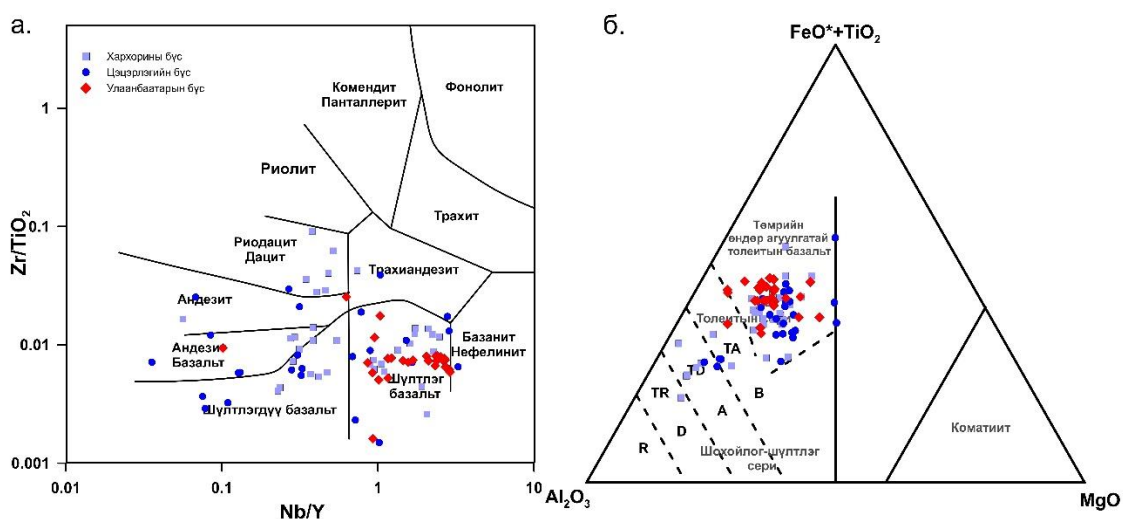 а.
Хархорины бүс
Цэцэрлэгийн бүс
Улаанбаатарын бүс
Комендит
Панталлерит
Фонолит
Риолит
Трахит
Риодацит
Дацит
Трахиандезит
Андезит
Андези
Базальт
Базанит
Нефелинит
Шүлтлэг
базальт
Шүлтлэгдүү базальт
1
0.1
0.01
0.001
Zr/TiO₂
0.01
0.1
1
10
Nb/Y
б.
FeO*+TiO₂
Төмрийн
өндөр агуулгатай
толеитын базальт
Толеитын
TA
TD
TR
B
A
D
R
Шохойлог-шүлтлэг
сери
Коматиит
Al₂O₃
MgO